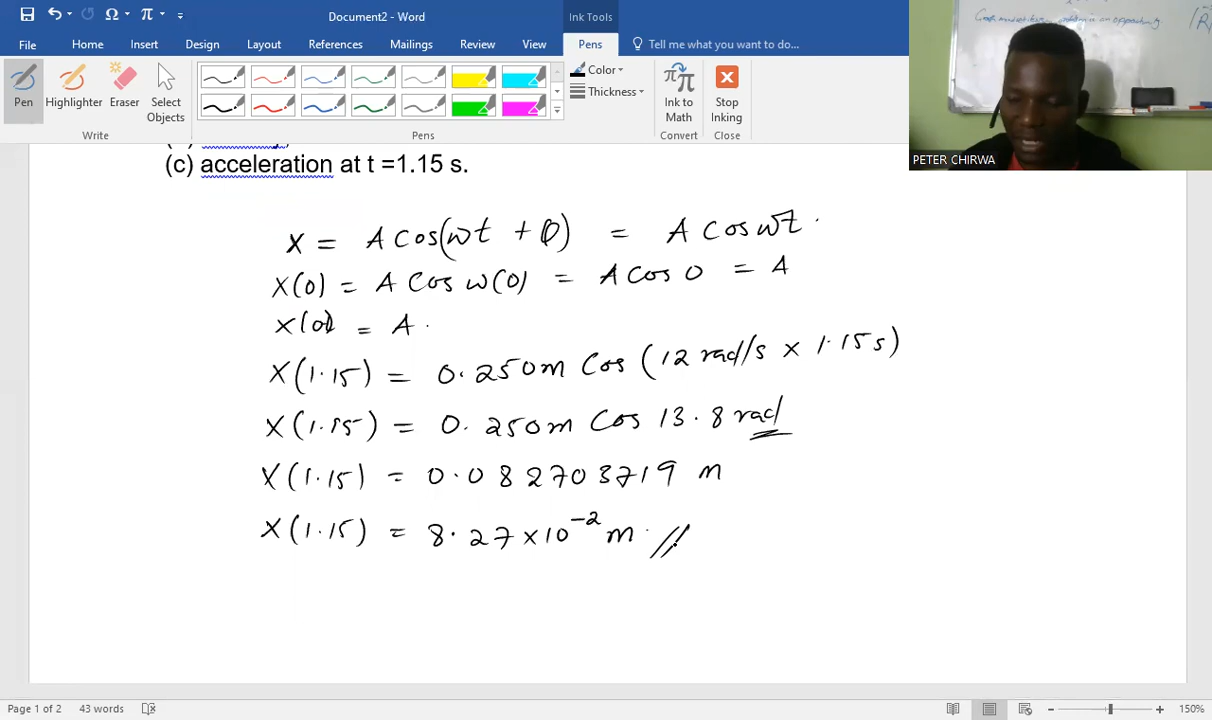 Document2 - Word
Ink Tools
File Home Insert Design Layout References Mailings Review View Pens Tell me what you want to do...
Pen Highlighter Eraser Select Objects
Color
Thickness
Ink to Math
Stop Inking
Write Pens Convert Close
PETER CHIRWA
(c) acceleration at t =1.15 s.
X = A cos(ωt + φ) = A cos ωt.
X(0) = A Cos ω(0) = A cos 0 = A
X(0) = A.
X(1.15) = 0.250m Cos (12 rad/s × 1.15s)
X(1.15) = 0.250m Cos 13.8 rad
X(1.15) = 0.082703719 m
X(1.15) = 8.27 ×10⁻² m. //
Page 1 of 2 43 words
150%